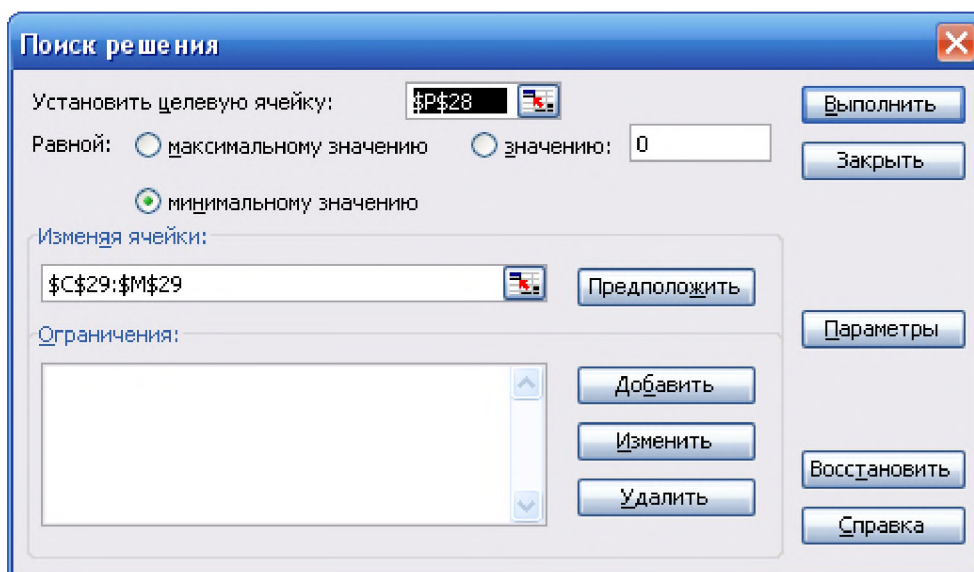 Поиск решения
Установить целевую ячейку: $P$28
Равной: максимальному значению значению: 0
минимальному значению
Изменяя ячейки:
$C$29:$M$29
Предположить
Ограничения:
Добавить
Изменить
Удалить
Выполнить
Закрыть
Параметры
Восстановить
Справка